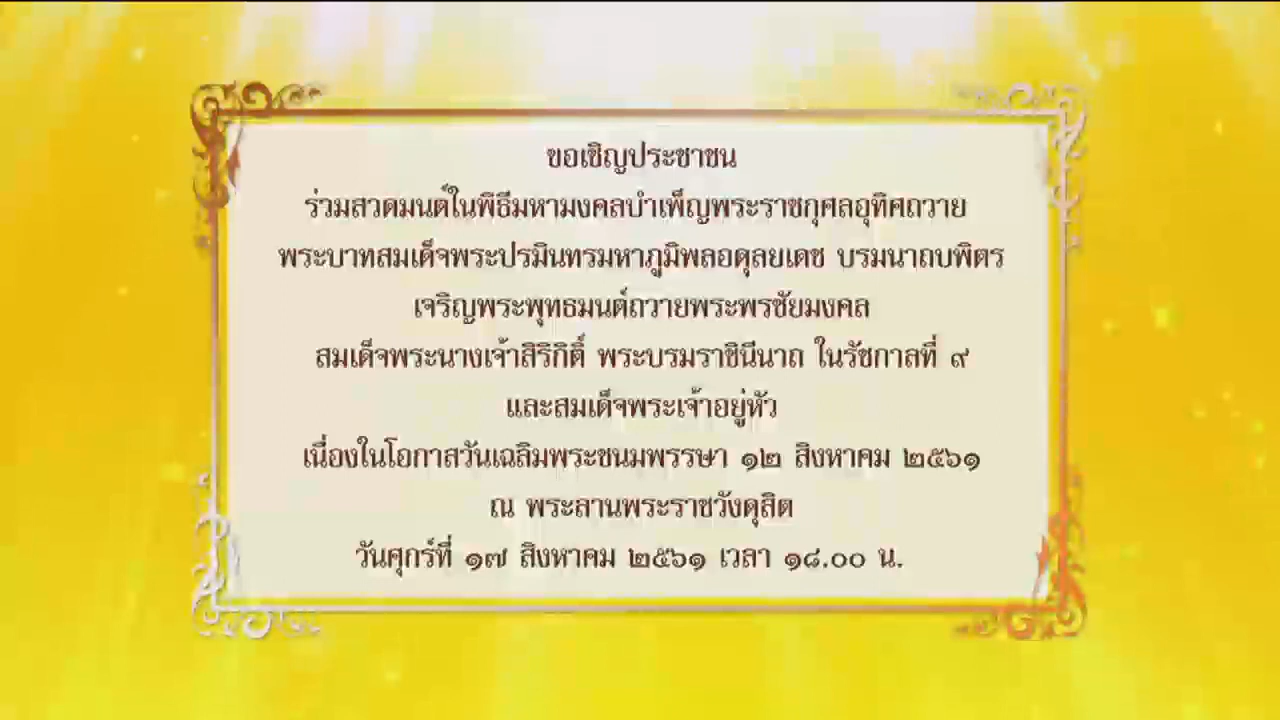 ขอเชิญประชาชน
ร่วมสวดมนต์ในพิธีมหามงคลบำเพ็ญพระราชกุศลอุทิศถวาย
พระบาทสมเด็จพระปรมินทรมหาภูมิพลอดุลยเดช บรมนาถบพิตร
เจริญพระพุทธมนต์ถวายพระพรชัยมงคล
สมเด็จพระนางเจ้าสิริกิติ์ พระบรมราชินีนาถ ในรัชกาลที่ ๙
และสมเด็จพระเจ้าอยู่หัว
เนื่องในโอกาสวันเฉลิมพระชนมพรรษา ๑๒ สิงหาคม ๒๕๖๑
ณ พระลานพระราชวังดุสิต
วันศุกร์ที่ ๑๗ สิงหาคม ๒๕๖๑ เวลา ๑๘.๐๐ น.